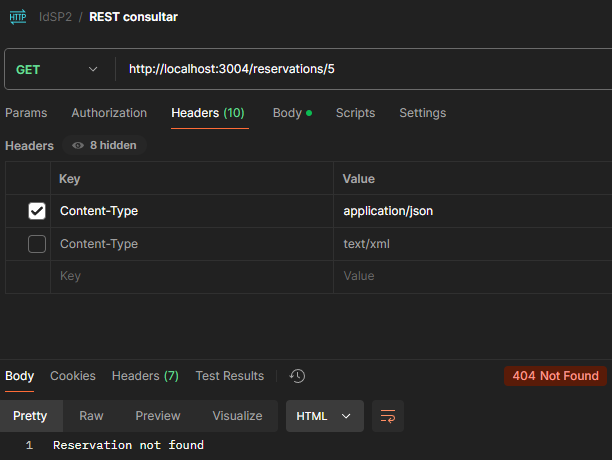 HTTP IdSP2 / REST consultar
GET http://localhost:3004/reservations/5
Params Authorization Headers (10) Body Scripts Settings
Headers 8 hidden
Key Value
Content-Type application/json
Content-Type text/xml
Key Value
Body Cookies Headers (7) Test Results 404 Not Found
Pretty Raw Preview Visualize HTML
1 Reservation not found